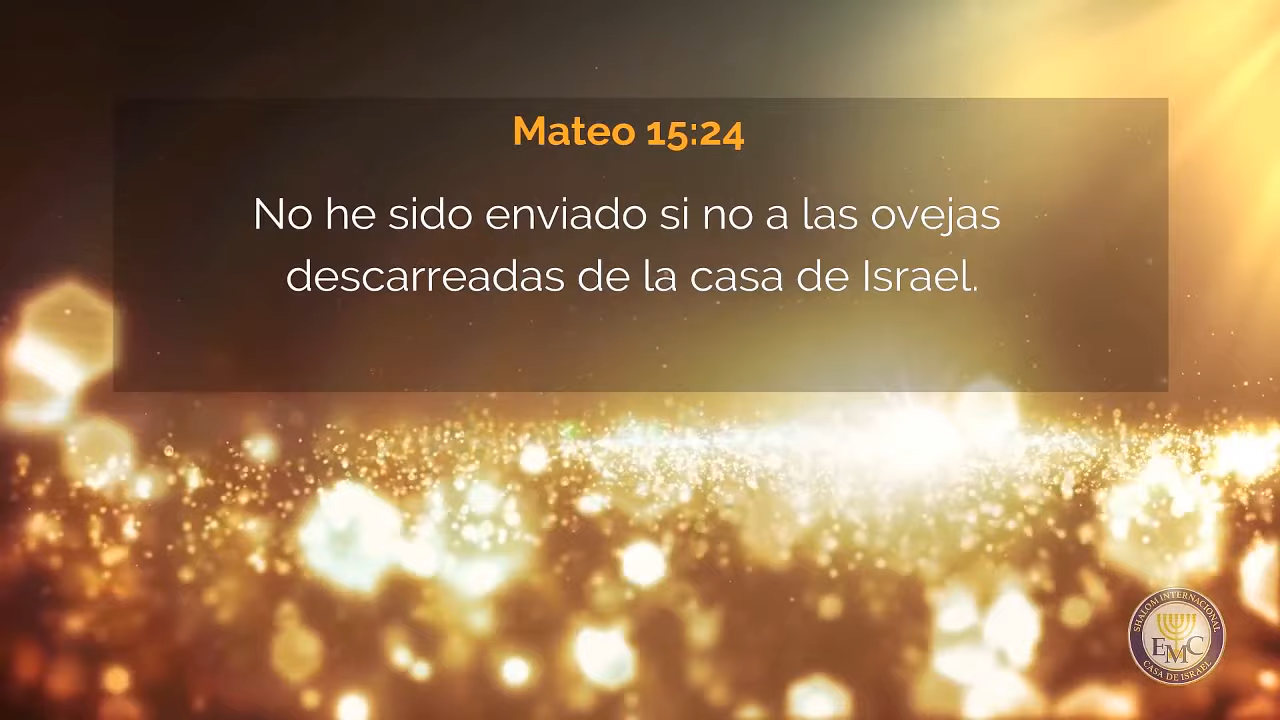 Mateo 15:24
No he sido enviado si no a las ovejas
descarreadas de la casa de Israel.
SHALOM INTERNACIONAL
EMC
CASA DE ISRAEL